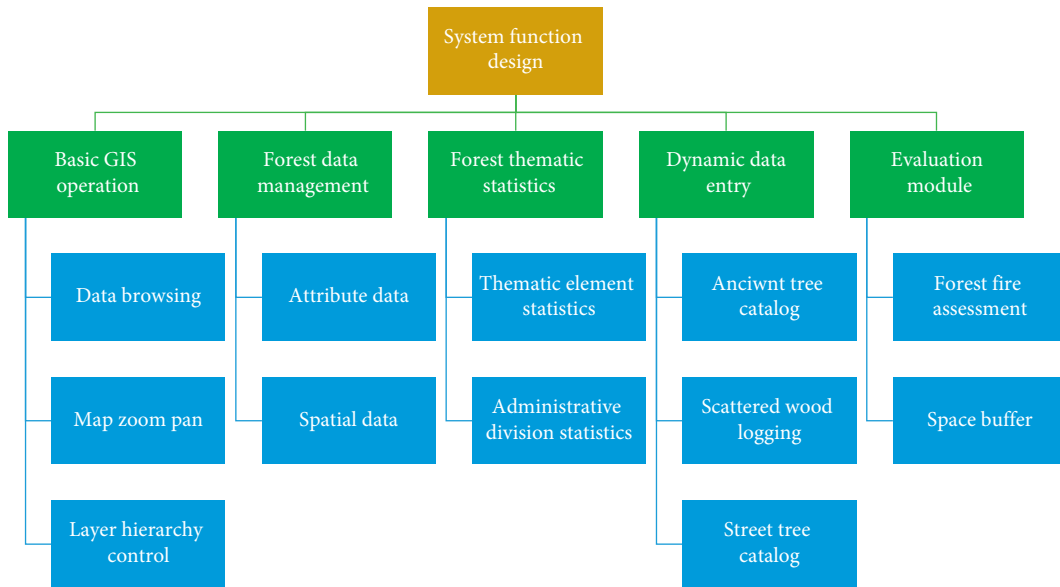 System function
design
Basic GIS
operation
Forest data
management
Forest thematic
statistics
Dynamic data
entry
Evaluation
module
Data browsing
Attribute data
Thematic element
statistics
Anciwnt tree
catalog
Forest fire
assessment
Map zoom pan
Spatial data
Administrative
division statistics
Scattered wood
logging
Space buffer
Layer hierarchy
control
Street tree
catalog